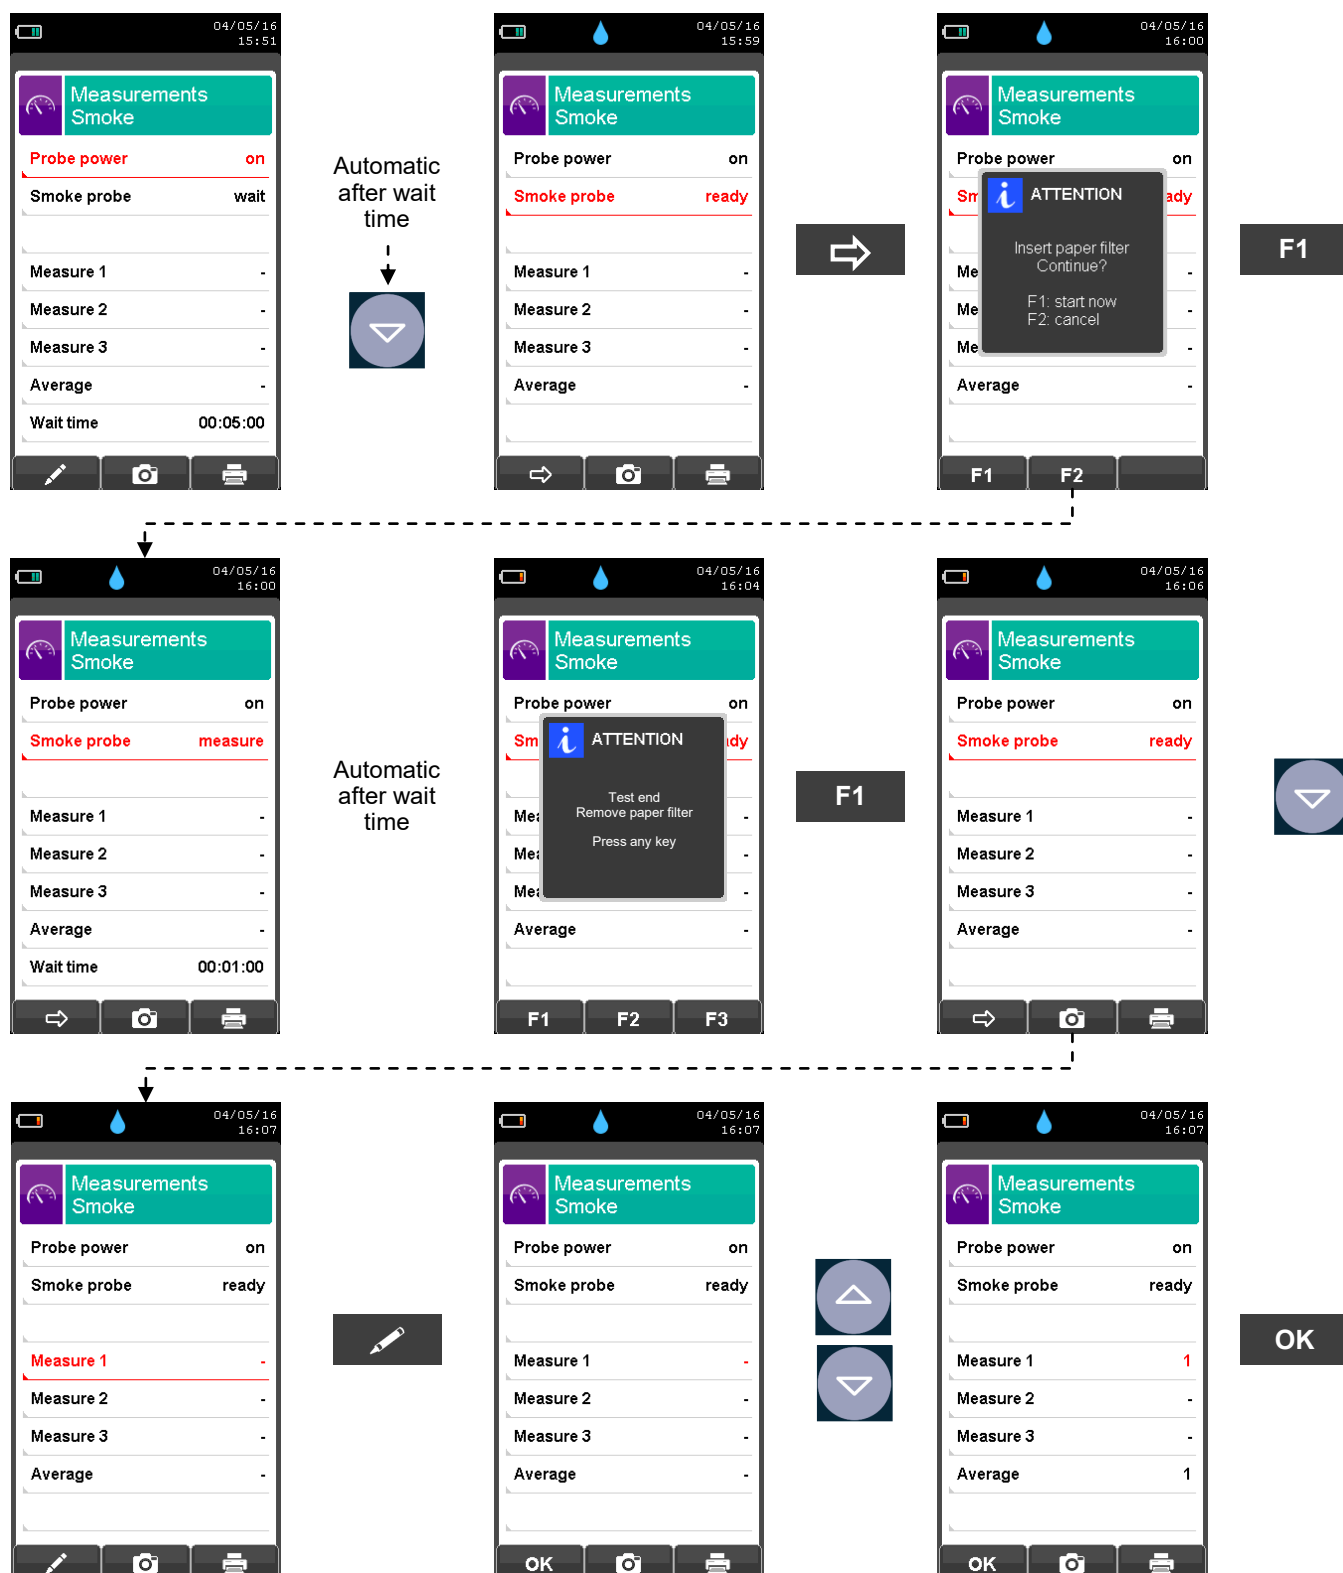 04/05/16
15:51
Measurements
Smoke
Probe power on
Smoke probe wait
Measure 1 -
Measure 2 -
Measure 3 -
Average -
Wait time 00:05:00
Automatic
after wait
time
04/05/16
15:59
Measurements
Smoke
Probe power on
Smoke probe ready
Measure 1 -
Measure 2 -
Measure 3 -
Average -
04/05/16
16:00
Measurements
Smoke
Probe power on
Sm ady
ATTENTION
Insert paper filter
Continue?
F1: start now
F2: cancel
Me -
Me -
Me -
Average -
F1 F2
F1
04/05/16
16:00
Measurements
Smoke
Probe power on
Smoke probe measure
Measure 1 -
Measure 2 -
Measure 3 -
Average -
Wait time 00:01:00
Automatic
after wait
time
04/05/16
16:04
Measurements
Smoke
Probe power on
Sm dy
ATTENTION
Test end
Remove paper filter
Press any key
Mea -
Mea -
Mea -
Average -
F1 F2 F3
F1
04/05/16
16:06
Measurements
Smoke
Probe power on
Smoke probe ready
Measure 1 -
Measure 2 -
Measure 3 -
Average -
04/05/16
16:07
Measurements
Smoke
Probe power on
Smoke probe ready
Measure 1 -
Measure 2 -
Measure 3 -
Average -
04/05/16
16:07
Measurements
Smoke
Probe power on
Smoke probe ready
Measure 1 -
Measure 2 -
Measure 3 -
Average -
OK
04/05/16
16:07
Measurements
Smoke
Probe power on
Smoke probe ready
Measure 1 1
Measure 2 -
Measure 3 -
Average 1
OK
OK